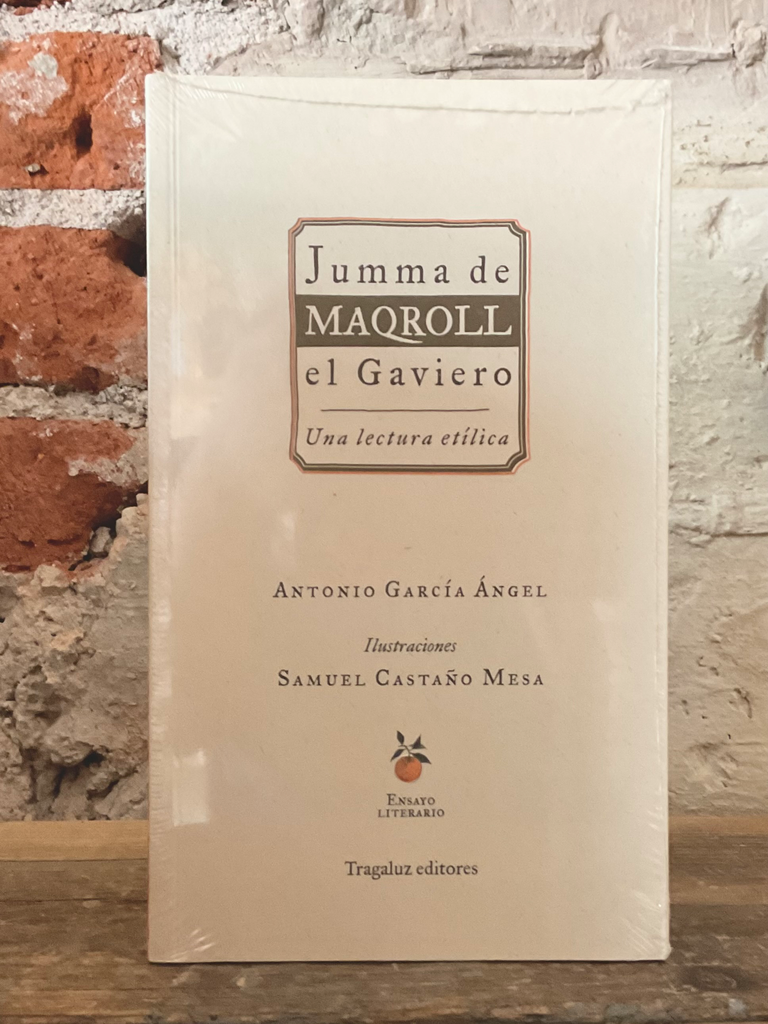 Jumma de
MAQROLL
el Gaviero
Una lectura etílica
ANTONIO GARCÍA ÁNGEL
Ilustraciones
SAMUEL CASTAÑO MESA
ENSAYO
LITERARIO
Tragaluz editores